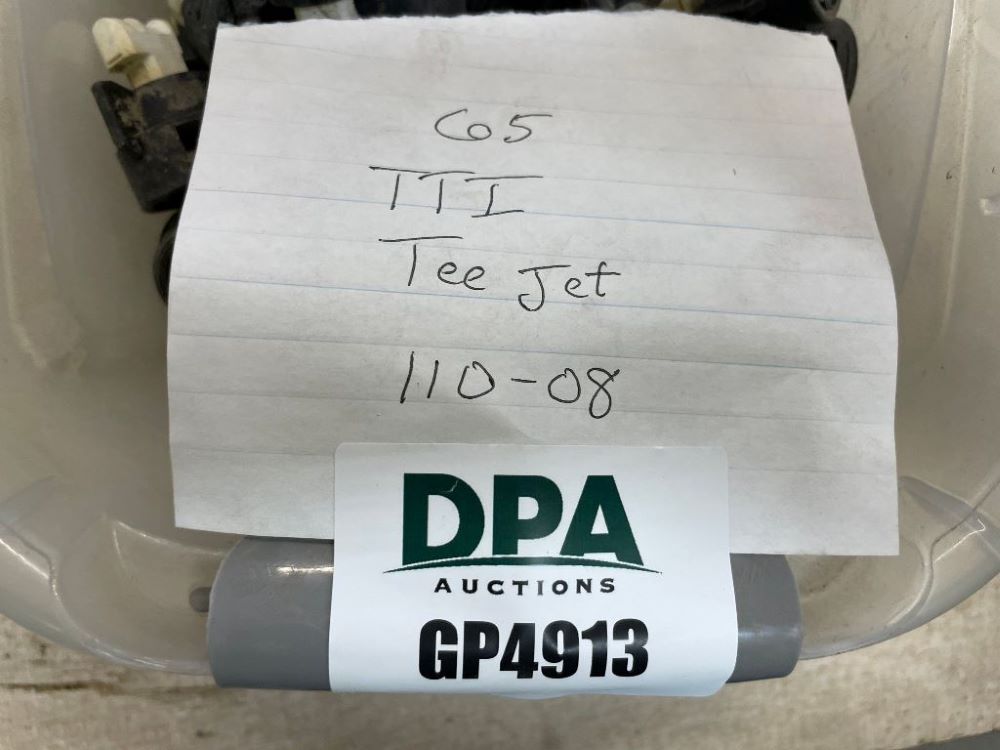 65
TTI
Tee Jet
110-08
DPA
AUCTIONS
GP4913